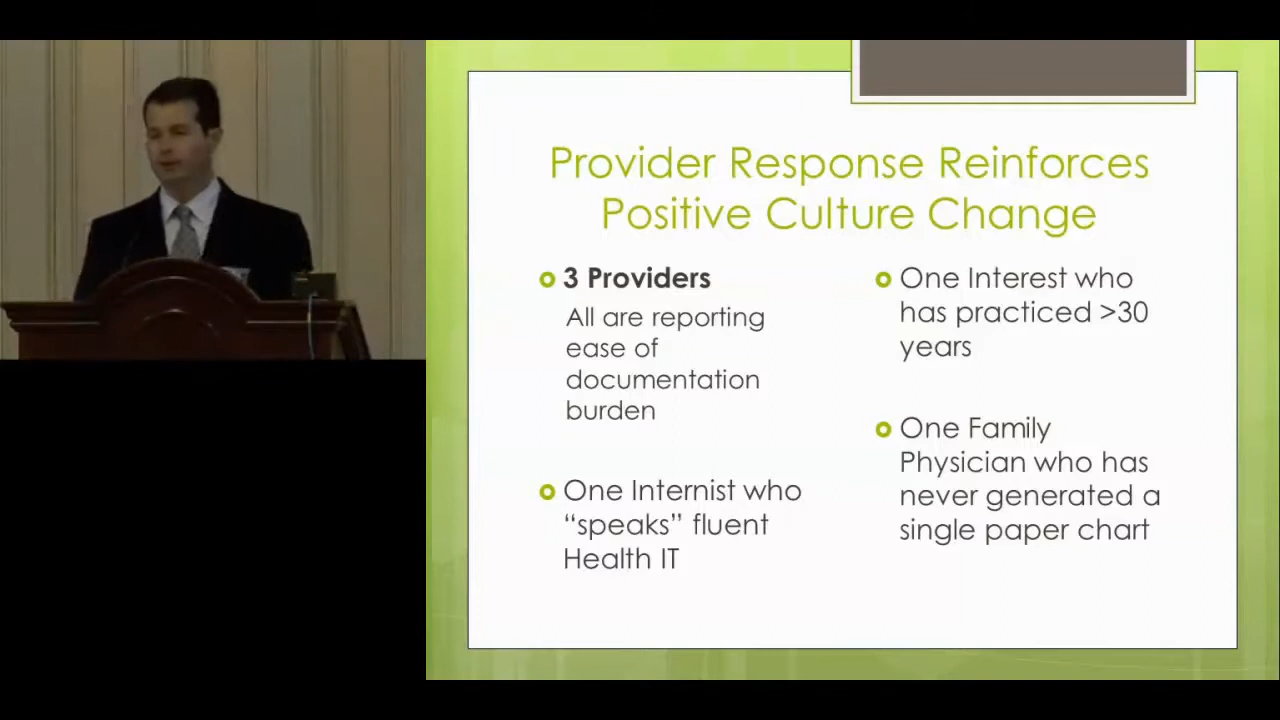 Provider Response Reinforces
Positive Culture Change
3 Providers
All are reporting
ease of
documentation
burden
One Internist who
“speaks” fluent
Health IT
One Interest who
has practiced >30
years
One Family
Physician who has
never generated a
single paper chart